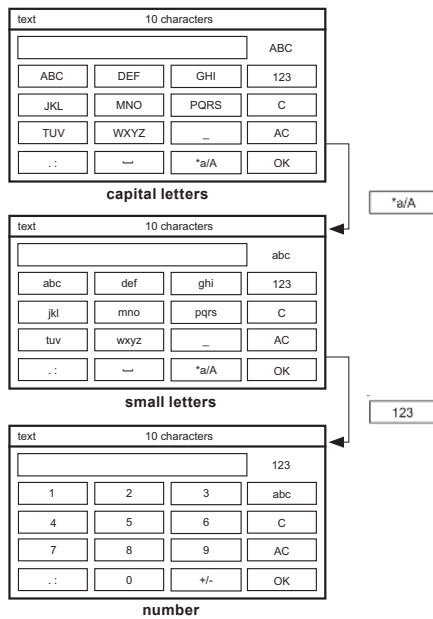 text 10 characters
ABC
ABC DEF GHI 123
JKL MNO PQRS C
TUV WXYZ _ AC
. : ⎵ *a/A OK
capital letters
*a/A
text 10 characters
abc
abc def ghi 123
jkl mno pqrs C
tuv wxyz _ AC
. : ⎵ *a/A OK
small letters
123
text 10 characters
123
1 2 3 abc
4 5 6 C
7 8 9 AC
. : 0 +/- OK
number